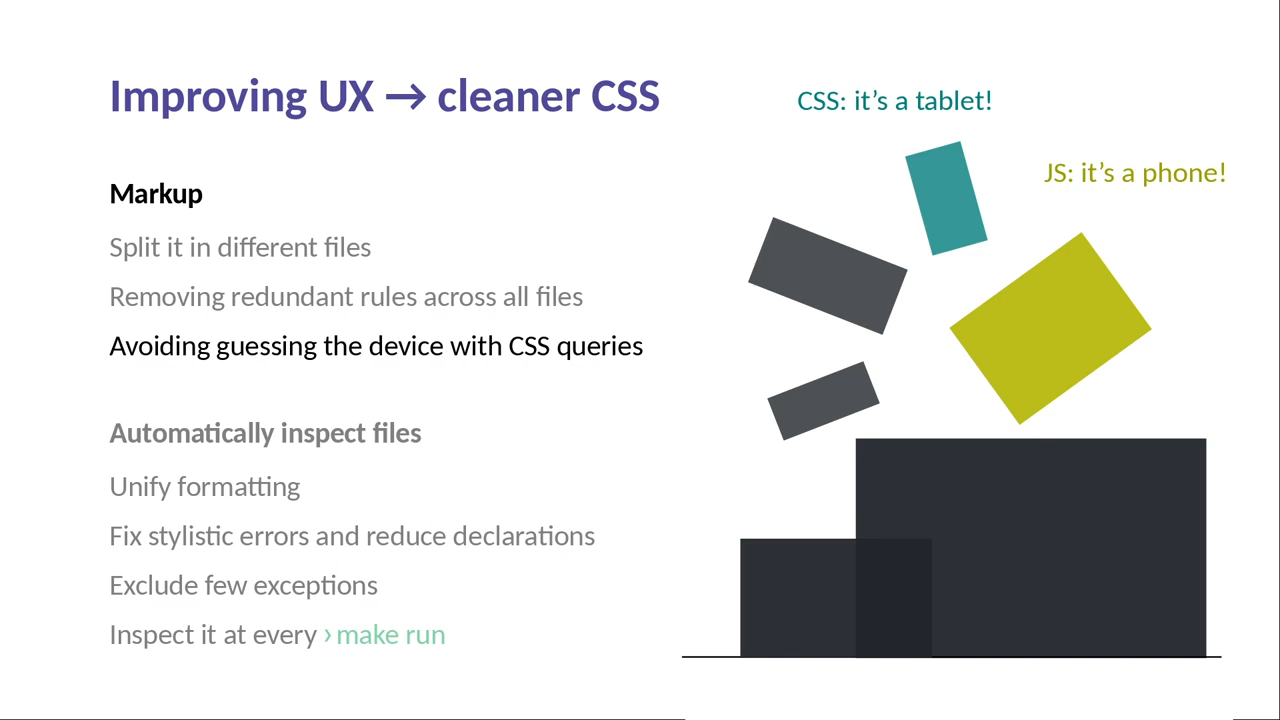 Improving UX → cleaner CSS
CSS: it’s a tablet!
JS: it’s a phone!
Markup
Split it in different files
Removing redundant rules across all files
Avoiding guessing the device with CSS queries
Automatically inspect files
Unify formatting
Fix stylistic errors and reduce declarations
Exclude few exceptions
Inspect it at every › make run